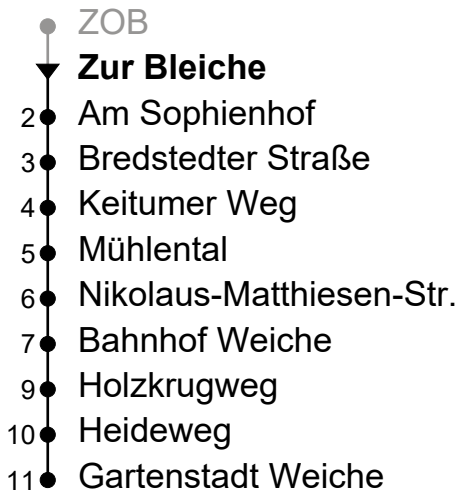 ZOB
Zur Bleiche
2 Am Sophienhof
3 Bredstedter Straße
4 Keitumer Weg
5 Mühlental
6 Nikolaus-Matthiesen-Str.
7 Bahnhof Weiche
9 Holzkrugweg
10 Heideweg
11 Gartenstadt Weiche